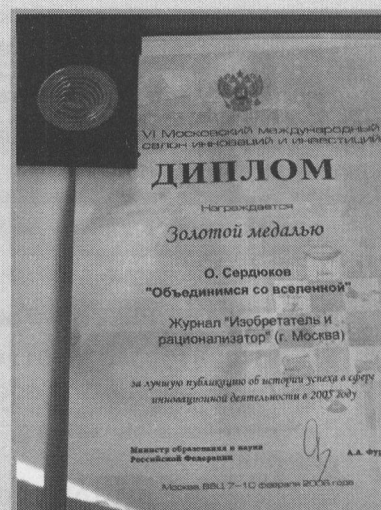 VI Московский международный
салон инноваций и инвестиций
ДИПЛОМ
Награждается
Золотой медалью
О. Сердюков
"Объединимся со вселенной"
Журнал "Изобретатель и
рационализатор" (г. Москва)
за лучшую публикацию об истории успеха в сфере
инновационной деятельности в 2005 году
Министр образования и науки
Российской Федерации
А.А. Фур
Москва, ВВЦ, 7–10 февраля 2006 года